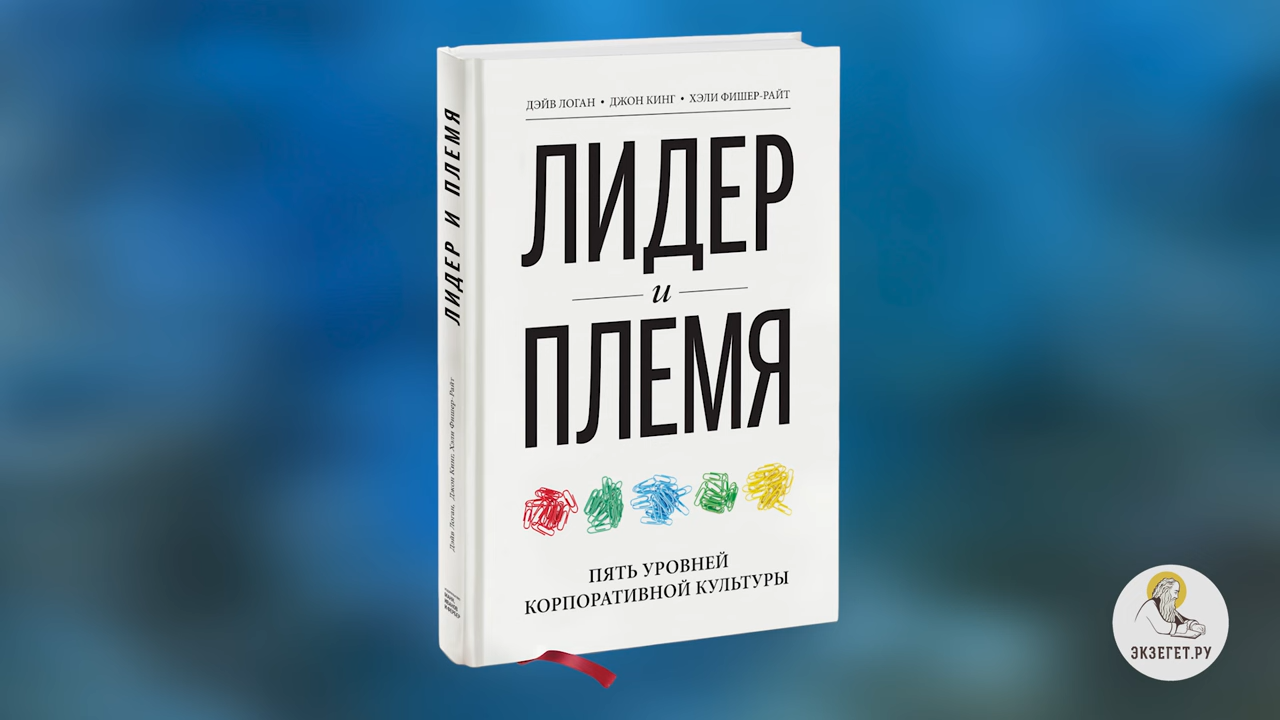 ДЭЙВ ЛОГАН • ДЖОН КИНГ • ХЭЛИ ФИШЕР-РАЙТ
ЛИДЕР
и
ПЛЕМЯ
ПЯТЬ УРОВНЕЙ
КОРПОРАТИВНОЙ КУЛЬТУРЫ
ЛИДЕР И ПЛЕМЯ
Дэйв Логан, Джон Кинг, Хэли Фишер-Райт
ЭКЗЕГЕТ.РУ